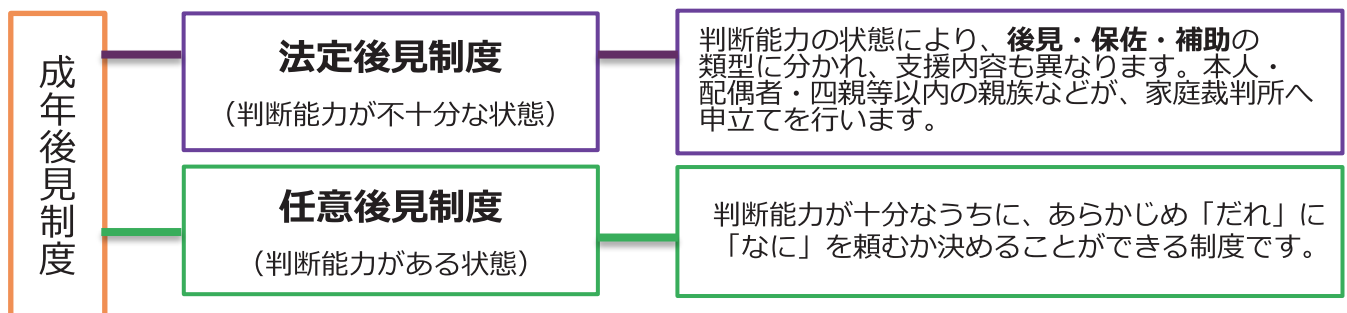 成年後見制度
法定後見制度
（判断能力が不十分な状態）
判断能力の状態により、後見・保佐・補助の
類型に分かれ、支援内容も異なります。本人・
配偶者・四親等以内の親族などが、家庭裁判所へ
申立てを行います。
任意後見制度
（判断能力がある状態）
判断能力が十分なうちに、あらかじめ「だれ」に
「なに」を頼むか決めることができる制度です。